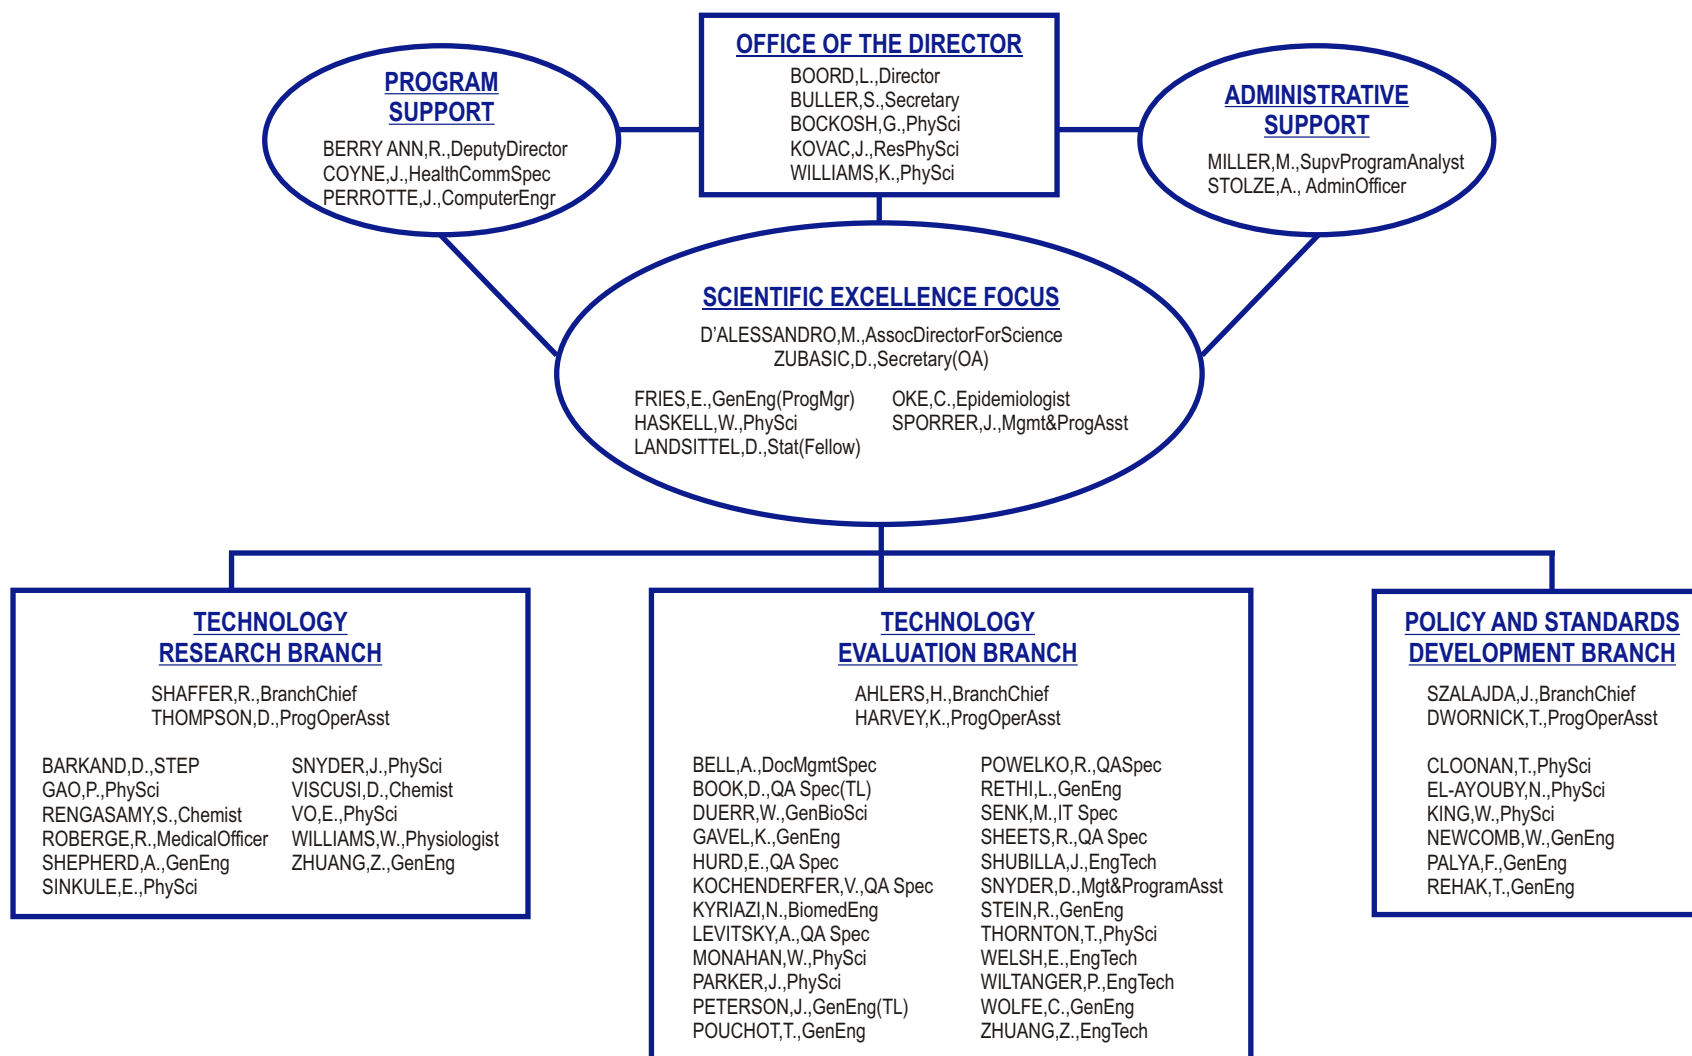 OFFICE OF THE DIRECTOR
BOORD,L.,Director
BULLER,S.,Secretary
BOCKOSH,G.,PhySci
KOVAC,J.,ResPhySci
WILLIAMS,K.,PhySci
PROGRAM
SUPPORT
BERRY ANN,R.,DeputyDirector
COYNE,J.,HealthCommSpec
PERROTTE,J.,ComputerEngr
ADMINISTRATIVE
SUPPORT
MILLER,M.,SupvProgramAnalyst
STOLZE,A., AdminOfficer
SCIENTIFIC EXCELLENCE FOCUS
D’ALESSANDRO,M.,AssocDirectorForScience
ZUBASIC,D.,Secretary(OA)
FRIES,E.,GenEng(ProgMgr)
HASKELL,W.,PhySci
LANDSITTEL,D.,Stat(Fellow)
OKE,C.,Epidemiologist
SPORRER,J.,Mgmt&ProgAsst
TECHNOLOGY
RESEARCH BRANCH
SHAFFER,R.,BranchChief
THOMPSON,D.,ProgOperAsst
BARKAND,D.,STEP
GAO,P.,PhySci
RENGASAMY,S.,Chemist
ROBERGE,R.,MedicalOfficer
SHEPHERD,A.,GenEng
SINKULE,E.,PhySci
SNYDER,J.,PhySci
VISCUSI,D.,Chemist
VO,E.,PhySci
WILLIAMS,W.,Physiologist
ZHUANG,Z.,GenEng
TECHNOLOGY
EVALUATION BRANCH
AHLERS,H.,BranchChief
HARVEY,K.,ProgOperAsst
BELL,A.,DocMgmtSpec
BOOK,D.,QA Spec(TL)
DUERR,W.,GenBioSci
GAVEL,K.,GenEng
HURD,E.,QA Spec
KOCHENDERFER,V.,QA Spec
KYRIAZI,N.,BiomedEng
LEVITSKY,A.,QA Spec
MONAHAN,W.,PhySci
PARKER,J.,PhySci
PETERSON,J.,GenEng(TL)
POUCHOT,T.,GenEng
POWELKO,R.,QASpec
RETHI,L.,GenEng
SENK,M.,IT Spec
SHEETS,R.,QA Spec
SHUBILLA,J.,EngTech
SNYDER,D.,Mgt&ProgramAsst
STEIN,R.,GenEng
THORNTON,T.,PhySci
WELSH,E.,EngTech
WILTANGER,P.,EngTech
WOLFE,C.,GenEng
ZHUANG,Z.,EngTech
POLICY AND STANDARDS
DEVELOPMENT BRANCH
SZALAJDA,J.,BranchChief
DWORNICK,T.,ProgOperAsst
CLOONAN,T.,PhySci
EL-AYOUBY,N.,PhySci
KING,W.,PhySci
NEWCOMB,W.,GenEng
PALYA,F.,GenEng
REHAK,T.,GenEng